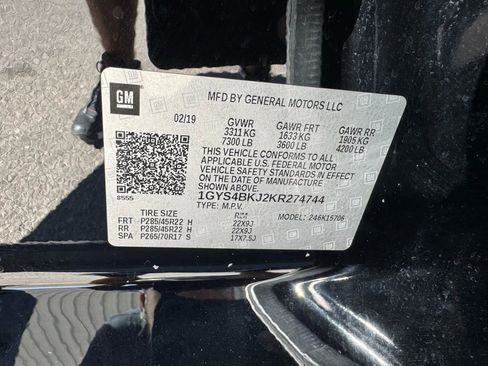 GM
MFD BY GENERAL MOTORS LLC
02/19 GVWR GAWR FRT GAWR RR
3311 KG 1633 KG 1905 KG
7300 LB 3600 LB 4200 LB
THIS VEHICLE CONFORMS TO ALL
APPLICABLE U.S. FEDERAL MOTOR
VEHICLE SAFETY STANDARDS IN EFFECT
ON THE DATE OF MANUFACTURE
SHOWN ABOVE.
8555 1GYS4BKJ2KR274744
TYPE: M.P.V.
TIRE SIZE RIM MODEL: 246K15706
FRT P285/45R22 H 22X9J
RR P285/45R22 H 22X9J
SPA P265/70R17 S 17X7.5J